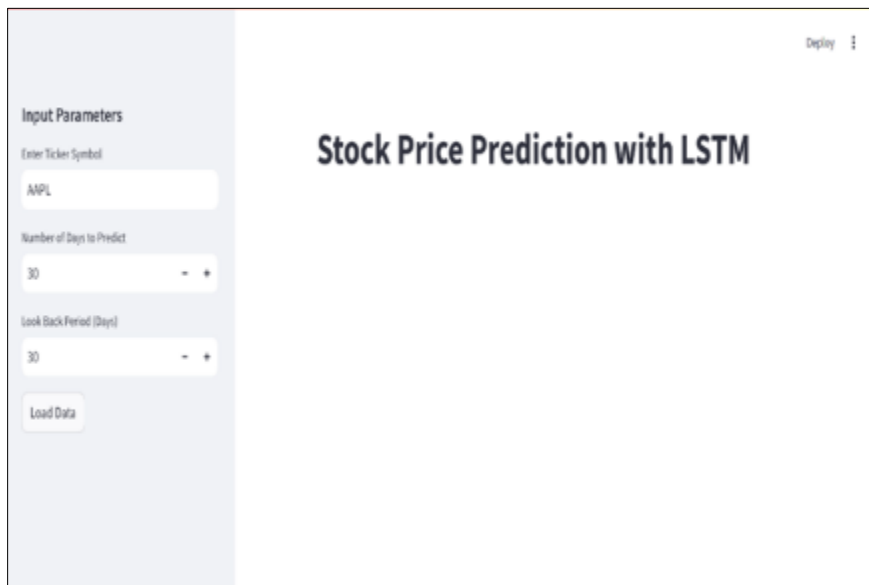 Deploy
Input Parameters
Stock Price Prediction with LSTM
Enter Ticker Symbol
AAPL
Number of Days to Predict
30 - +
Look Back Period (Days)
30 - +
Load Data